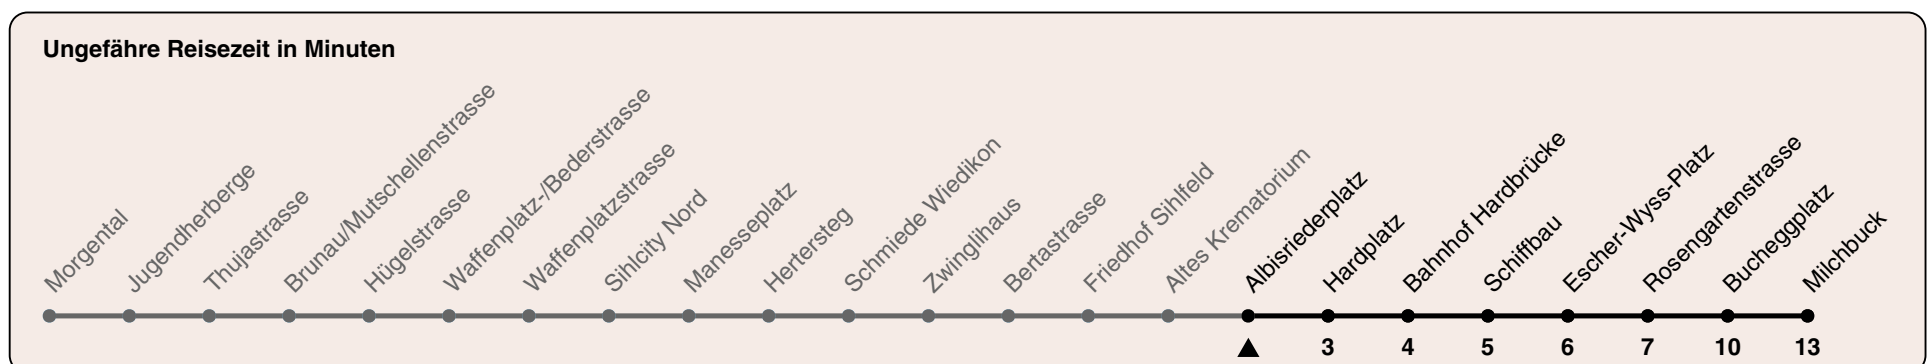 Ungefähre Reisezeit in Minuten
Morgental
Jugendherberge
Thujastrasse
Brunau/Mutschellenstrasse
Hügelstrasse
Waffenplatz-/Bederstrasse
Waffenplatzstrasse
Sihlcity Nord
Manesseplatz
Hertersteg
Schmiede Wiedikon
Zwinglihaus
Bertastrasse
Friedhof Sihlfeld
Altes Krematorium
Albisriederplatz
Hardplatz
Bahnhof Hardbrücke
Schiffbau
Escher-Wyss-Platz
Rosengartenstrasse
Bucheggplatz
Milchbuck
3 4 5 6 7 10 13